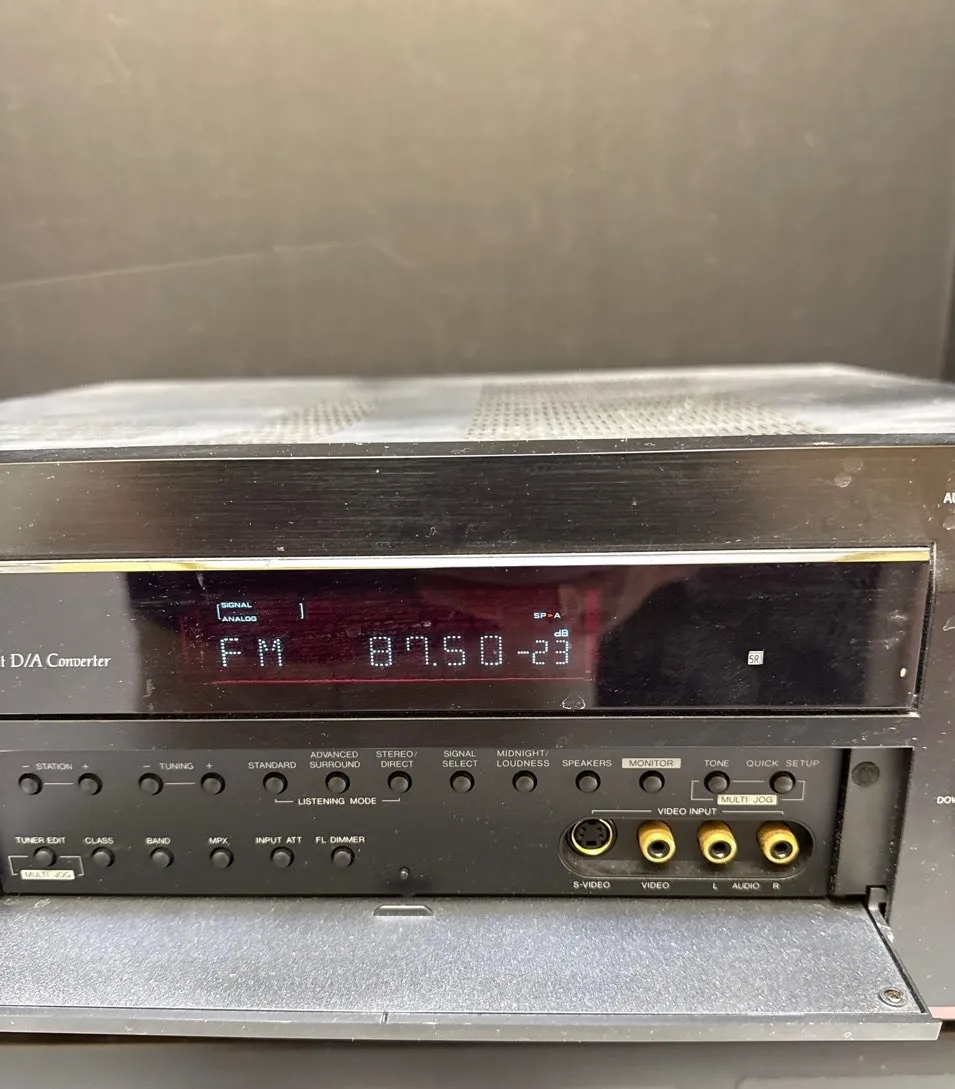 AU
SIGNAL
ANALOG
SP►A
dB
FM 87.50 -23
t D/A Converter
SR
- STATION +
- TUNING +
STANDARD
ADVANCED
SURROUND
STEREO/
DIRECT
LISTENING MODE
SIGNAL
SELECT
MIDNIGHT/
LOUDNESS
SPEAKERS
MONITOR
TONE
QUICK SETUP
MULTI JOG
DOW
VIDEO INPUT
TUNER EDIT
MULTI JOG
CLASS
BAND
MPX
INPUT ATT
FL DIMMER
S-VIDEO
VIDEO
L AUDIO R